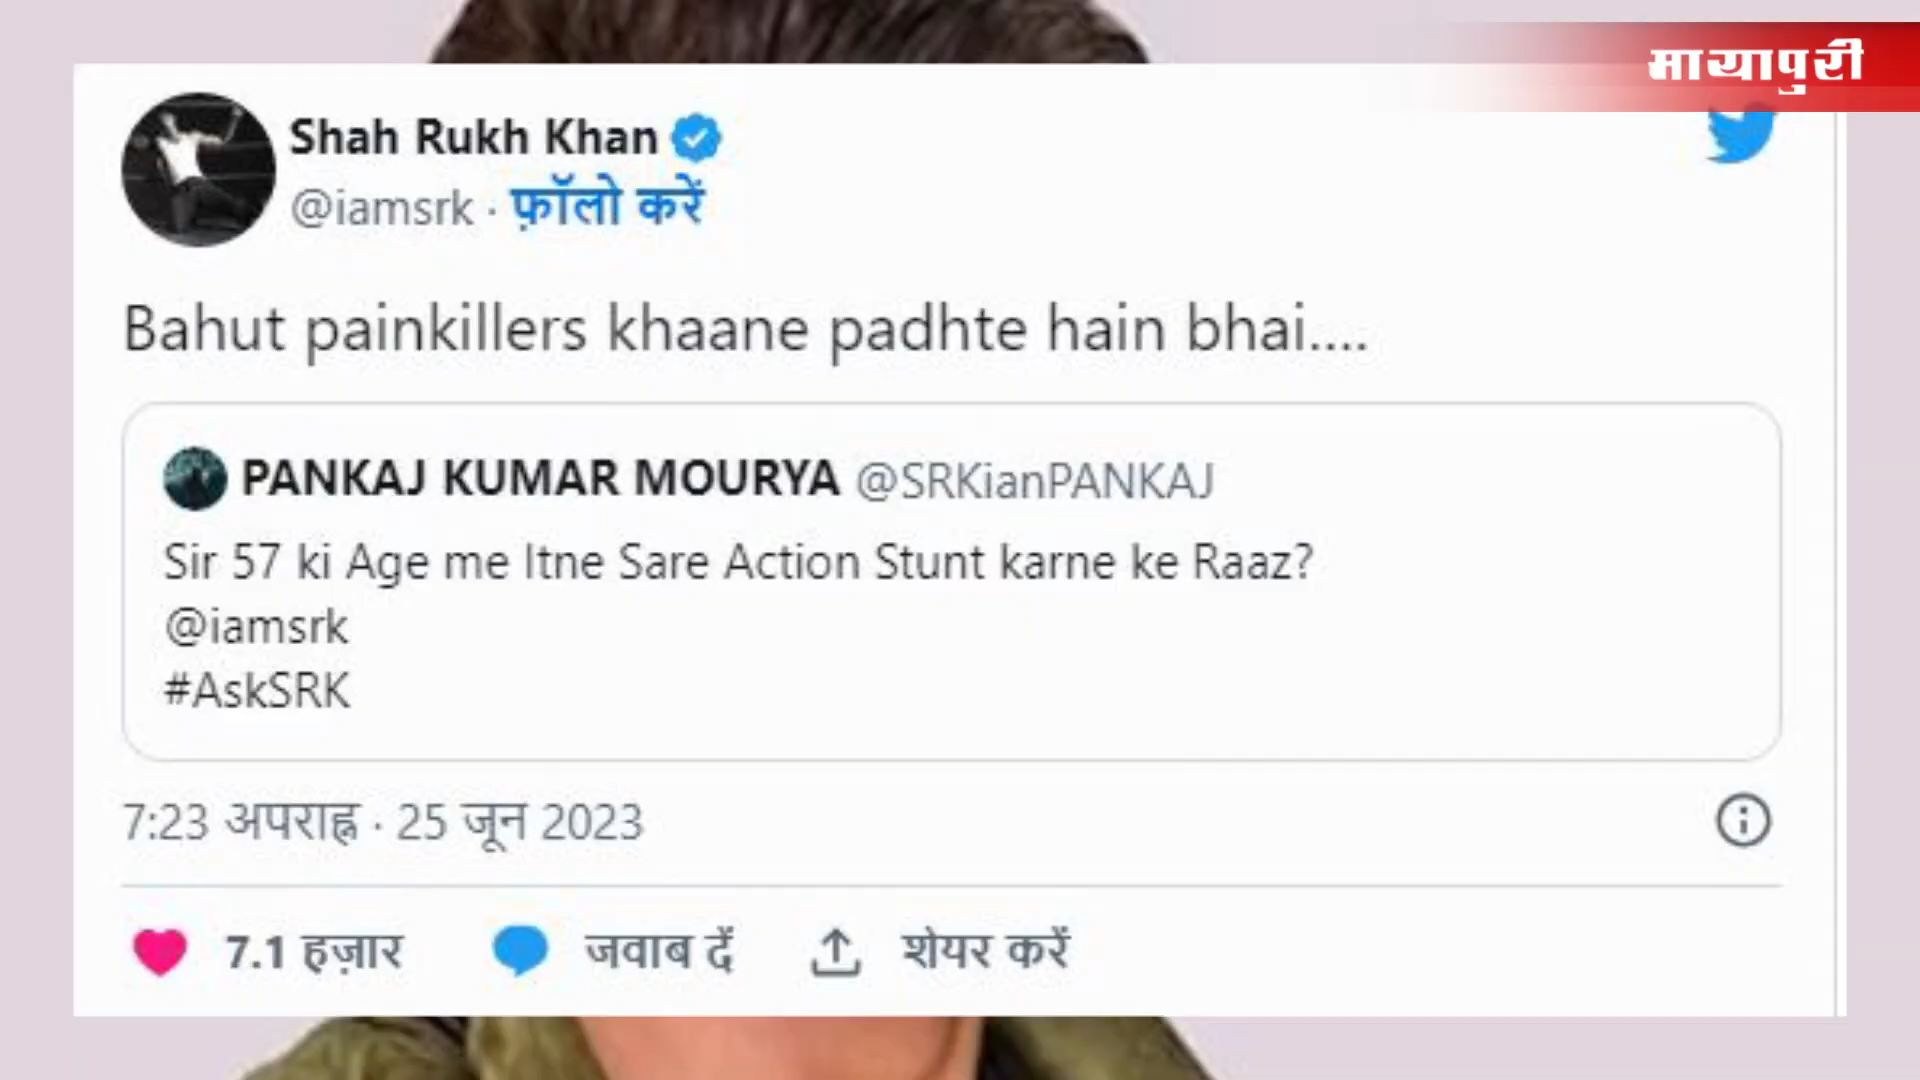 मायापुरी
Shah Rukh Khan
@iamsrk · फ़ॉलो करें
Bahut painkillers khaane padhte hain bhai....
PANKAJ KUMAR MOURYA @SRKianPANKAJ
Sir 57 ki Age me Itne Sare Action Stunt karne ke Raaz?
@iamsrk
#AskSRK
7:23 अपराह्न · 25 जून 2023
7.1 हज़ार जवाब दें शेयर करें